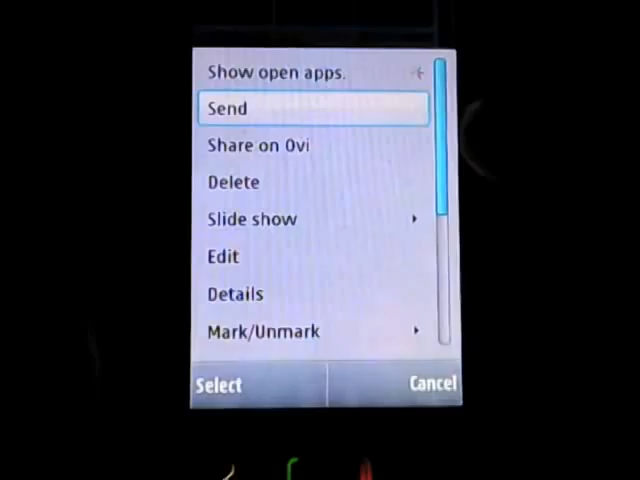 Show open apps.
Send
Share on Ovi
Delete
Slide show
Edit
Details
Mark/Unmark
Select
Cancel